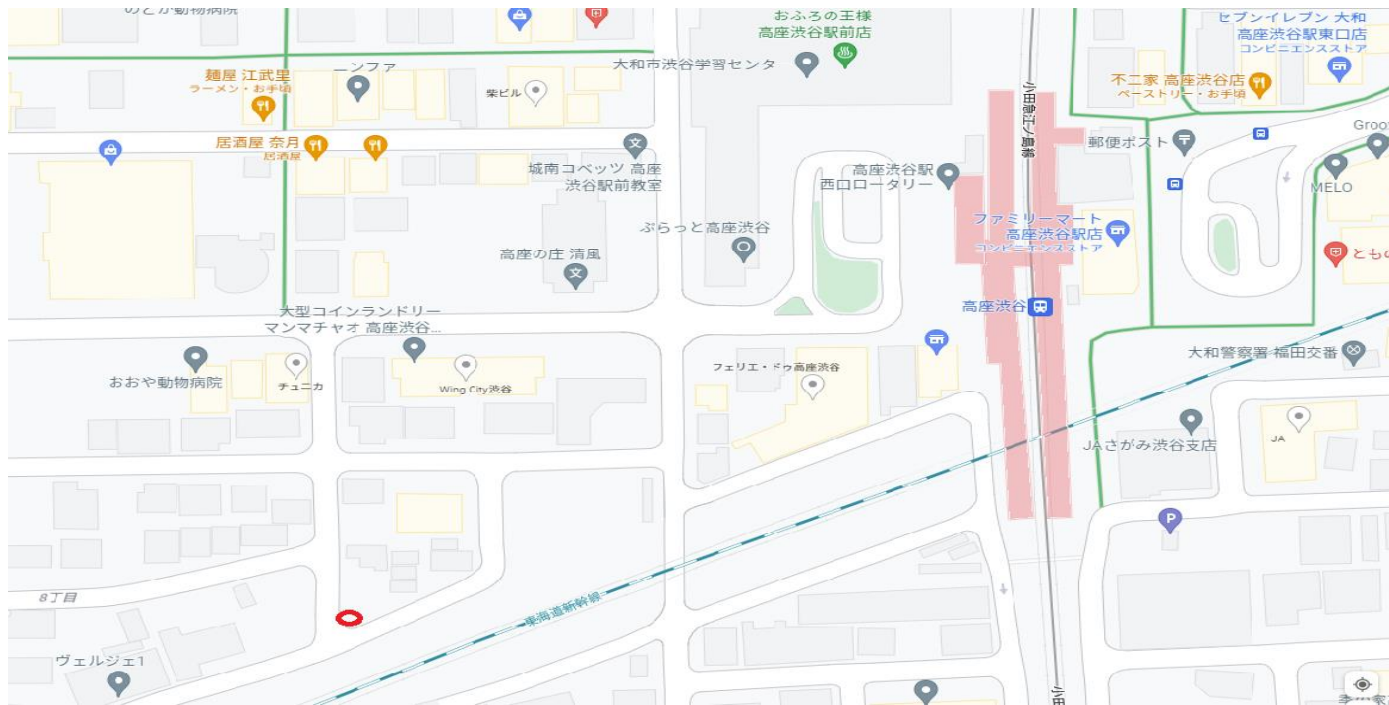 のどか動物病院
おふろの王様
高座渋谷駅前店
セブンイレブン 大和
高座渋谷駅東口店
コンビニエンスストア
麺屋 江武里
ラーメン・お手頃
ニンファ
柴ビル
大和市渋谷学習センタ
不二家 高座渋谷店
ペーストリー・お手頃
小田急江ノ島線
居酒屋 奈月
居酒屋
城南コベッツ 高座
渋谷駅前教室
高座渋谷駅
西口ロータリー
郵便ポスト
MELO
ぷらっと高座渋谷
ファミリーマート
高座渋谷駅店
コンビニエンスストア
高座の庄 清風
高座渋谷
大型コインランドリー
マンマチャオ 高座渋谷...
おおや動物病院
チュニカ
Wing City渋谷
フェリエ・ドゥ高座渋谷
大和警察署 福田交番
JAさがみ渋谷支店
JA
P
8丁目
東海道新幹線
ヴェルジェ1